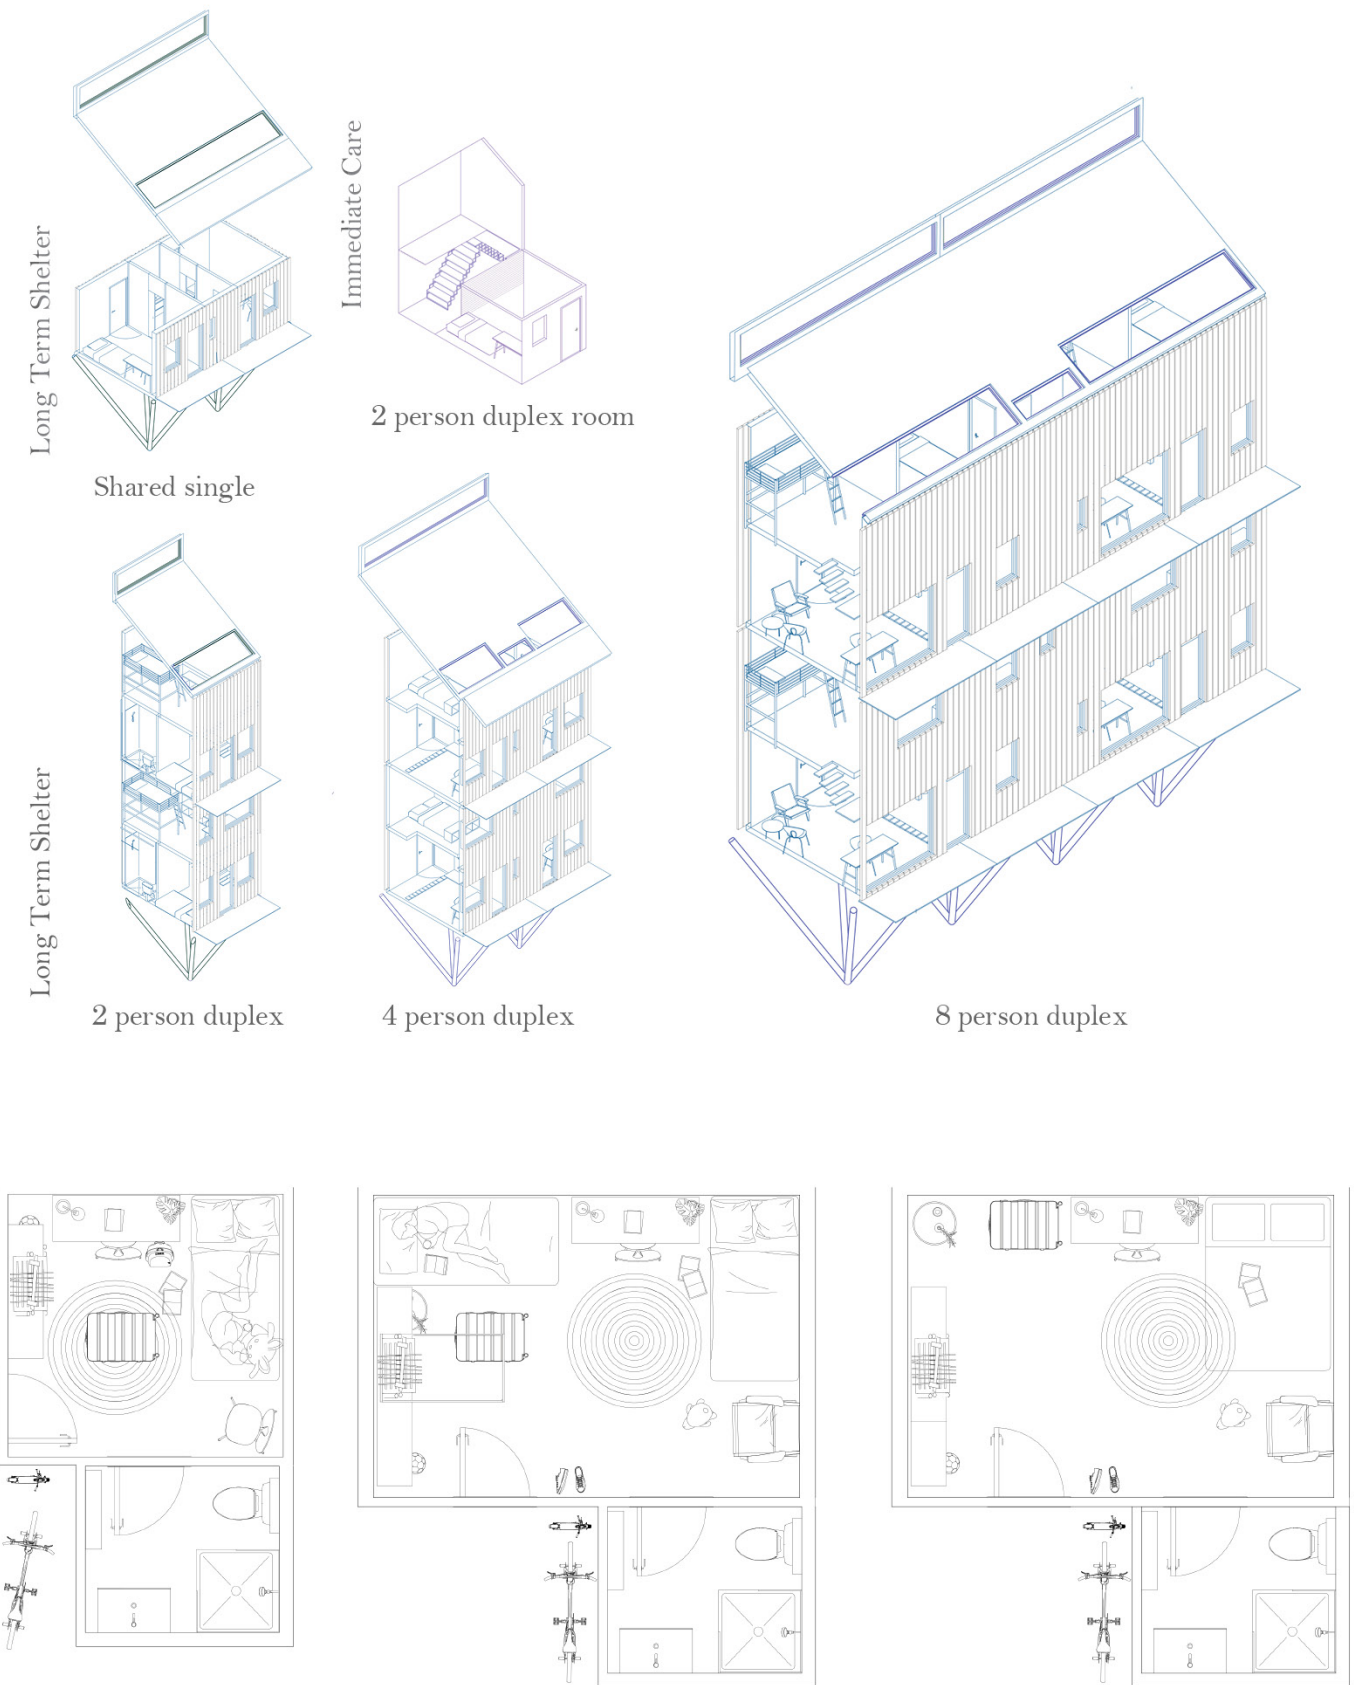 Long Term Shelter
Immediate Care
2 person duplex room
Shared single
Long Term Shelter
2 person duplex
4 person duplex
8 person duplex